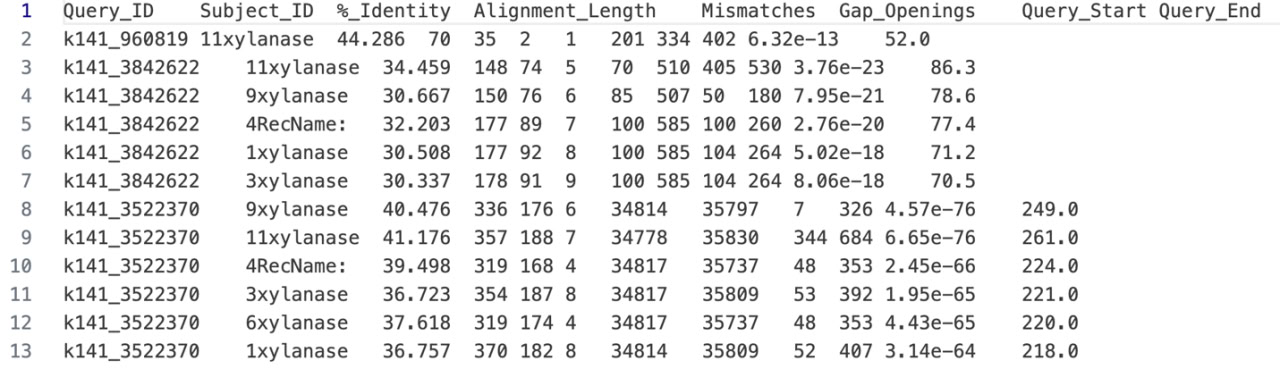 1 Query_ID Subject_ID %_Identity Alignment_Length Mismatches Gap_Openings Query_Start Query_End
2 k141_960819 11xylanase 44.286 70 35 2 1 201 334 402 6.32e-13 52.0
3 k141_3842622 11xylanase 34.459 148 74 5 70 510 405 530 3.76e-23 86.3
4 k141_3842622 9xylanase 30.667 150 76 6 85 507 50 180 7.95e-21 78.6
5 k141_3842622 4RecName: 32.203 177 89 7 100 585 100 260 2.76e-20 77.4
6 k141_3842622 1xylanase 30.508 177 92 8 100 585 104 264 5.02e-18 71.2
7 k141_3842622 3xylanase 30.337 178 91 9 100 585 104 264 8.06e-18 70.5
8 k141_3522370 9xylanase 40.476 336 176 6 34814 35797 7 326 4.57e-76 249.0
9 k141_3522370 11xylanase 41.176 357 188 7 34778 35830 344 684 6.65e-76 261.0
10 k141_3522370 4RecName: 39.498 319 168 4 34817 35737 48 353 2.45e-66 224.0
11 k141_3522370 3xylanase 36.723 354 187 8 34817 35809 53 392 1.95e-65 221.0
12 k141_3522370 6xylanase 37.618 319 174 4 34817 35737 48 353 4.43e-65 220.0
13 k141_3522370 1xylanase 36.757 370 182 8 34814 35809 52 407 3.14e-64 218.0